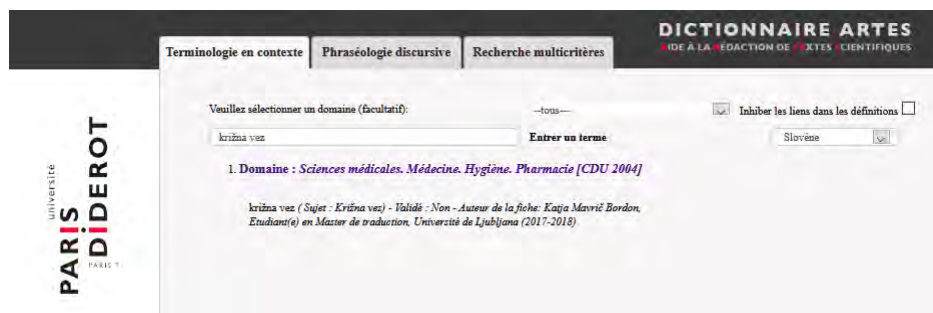 DICTIONNAIRE ARTES
AIDE À LA RÉDACTION DE TEXTES SCIENTIFIQUES
Terminologie en contexte
Phraséologie discursive
Recherche multicritères
Veuillez sélectionner un domaine (facultatif):
---tous---
Inhiber les liens dans les définitions
križna vez
Entrer un terme
Slovène
1. Domaine : Sciences médicales. Médecine. Hygiène. Pharmacie [CDU 2004]
križna vez ( Sujet : Križna vez) - Validé : Non - Auteur de la fiche: Katja Mavrič Bordon,
Etudiant(e) en Master de traduction, Université de Ljubljana (2017-2018)
université
PARIS
DIDEROT
PARIS 7